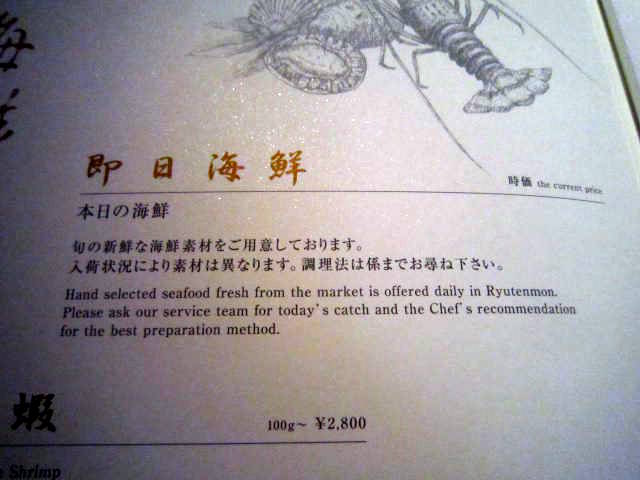 海鮮
即日海鮮
時価 the current price
本日の海鮮
旬の新鮮な海鮮素材をご用意しております。
入荷状況により素材は異なります。調理法は係までお尋ね下さい。
Hand selected seafood fresh from the market is offered daily in Ryutenmon.
Please ask our service team for today's catch and the Chef's recommendation
for the best preparation method.
蝦
100g～ ¥2,800
Shrimp